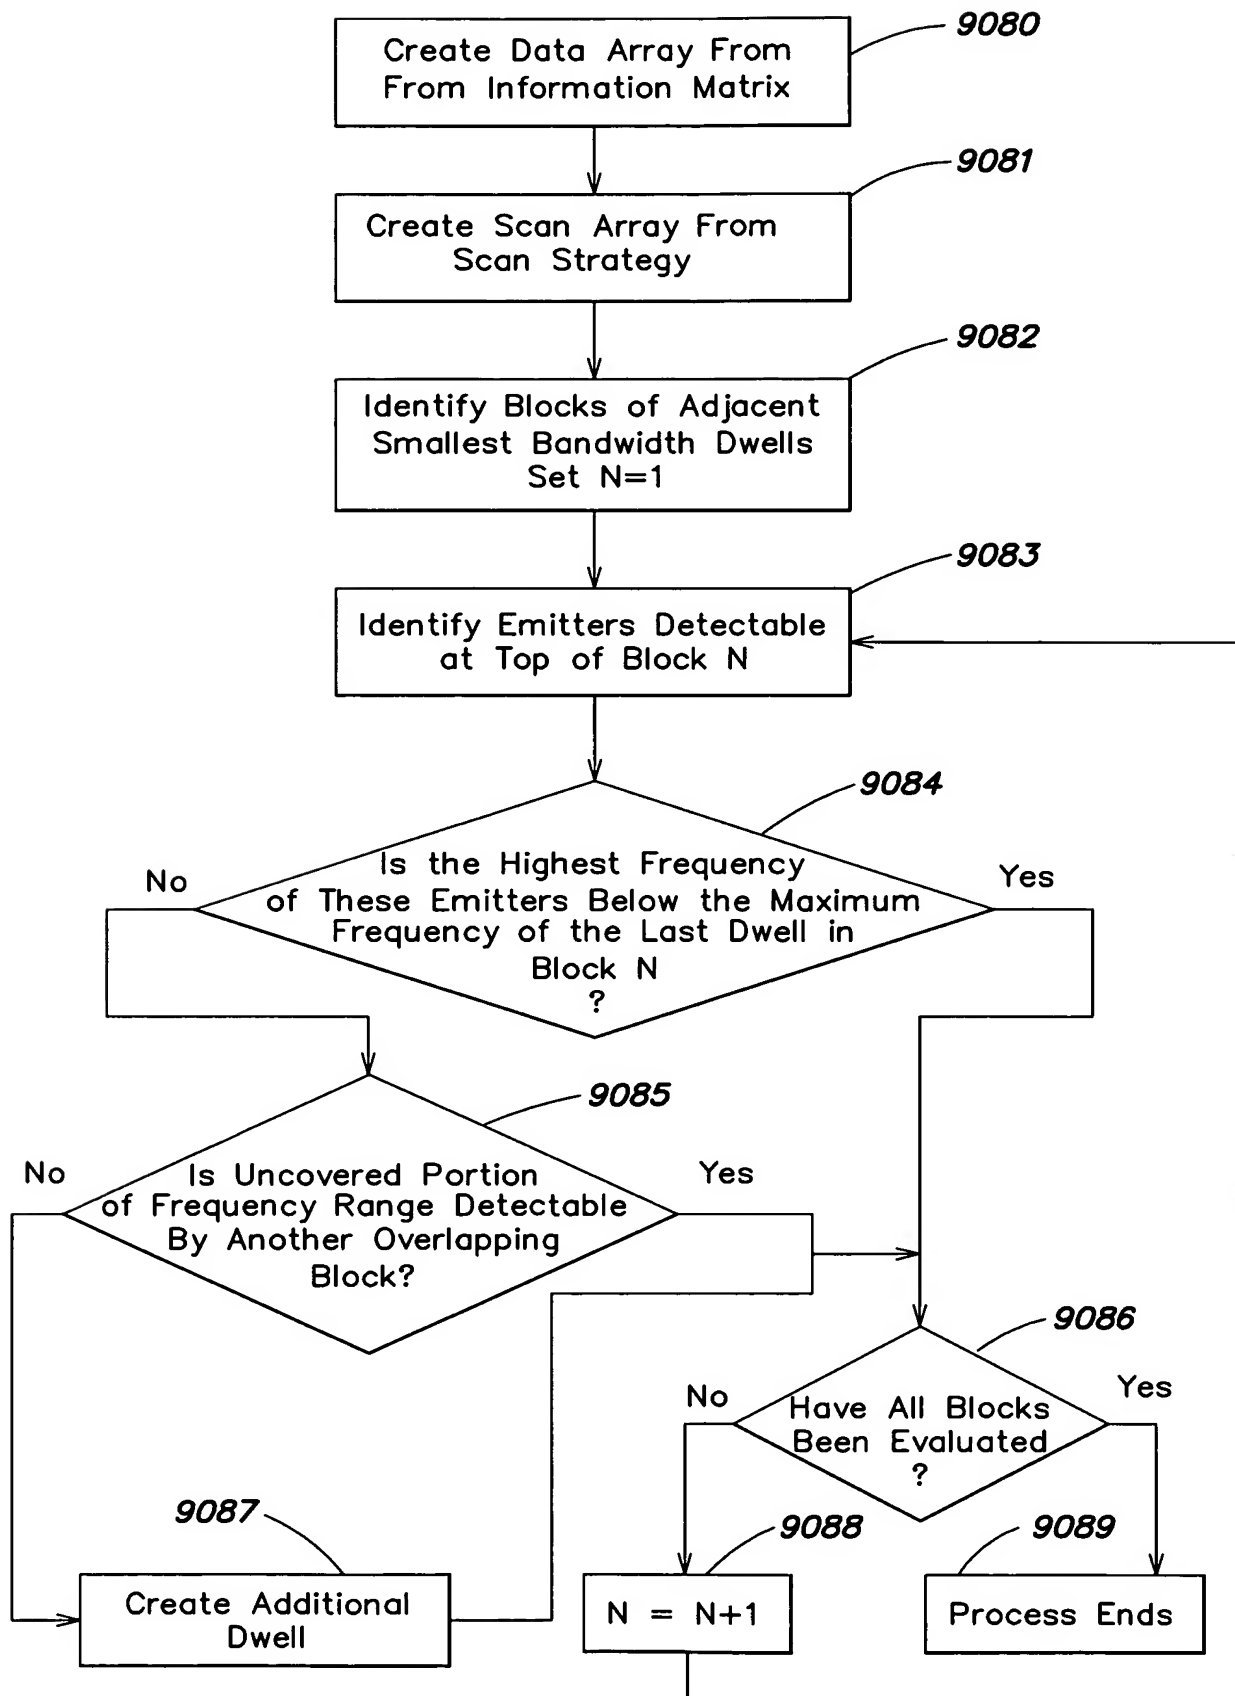 9080
Create Data Array From
From Information Matrix
9081
Create Scan Array From
Scan Strategy
9082
Identify Blocks of Adjacent
Smallest Bandwidth Dwells
Set N=1
9083
Identify Emitters Detectable
at Top of Block N
9084
No
Is the Highest Frequency
of These Emitters Below the Maximum
Frequency of the Last Dwell in
Block N
?
Yes
9085
No
Is Uncovered Portion
of Frequency Range Detectable
By Another Overlapping
Block?
Yes
9086
No
Have All Blocks
Been Evaluated
?
Yes
9087
Create Additional
Dwell
9088
N = N+1
9089
Process Ends